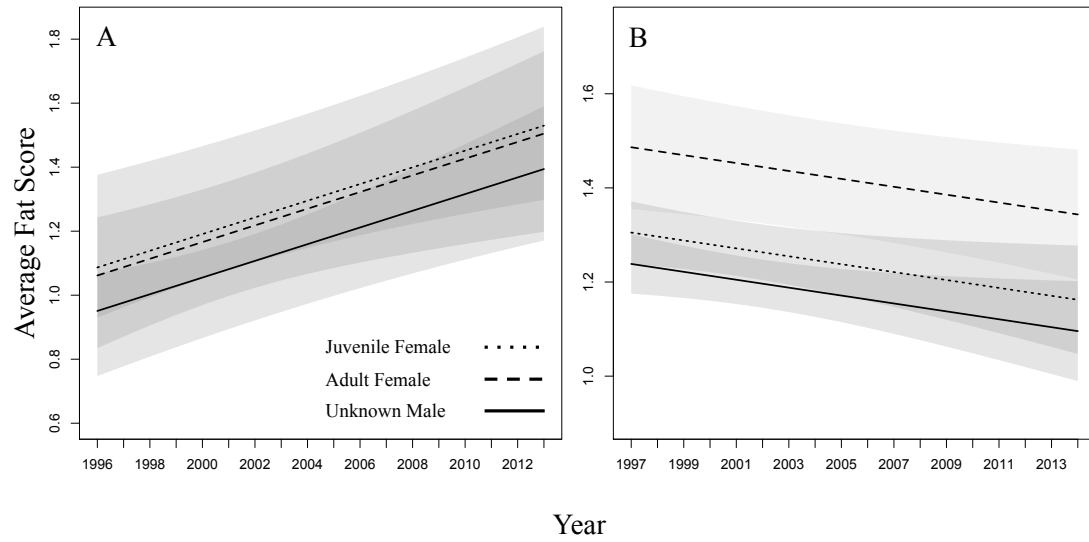 A
B
Average Fat Score
1.8
1.6
1.4
1.2
1.0
0.8
0.6
1.6
1.4
1.2
1.0
Juvenile Female
Adult Female
Unknown Male
1996 1998 2000 2002 2004 2006 2008 2010 2012
1997 1999 2001 2003 2005 2007 2009 2011 2013
Year